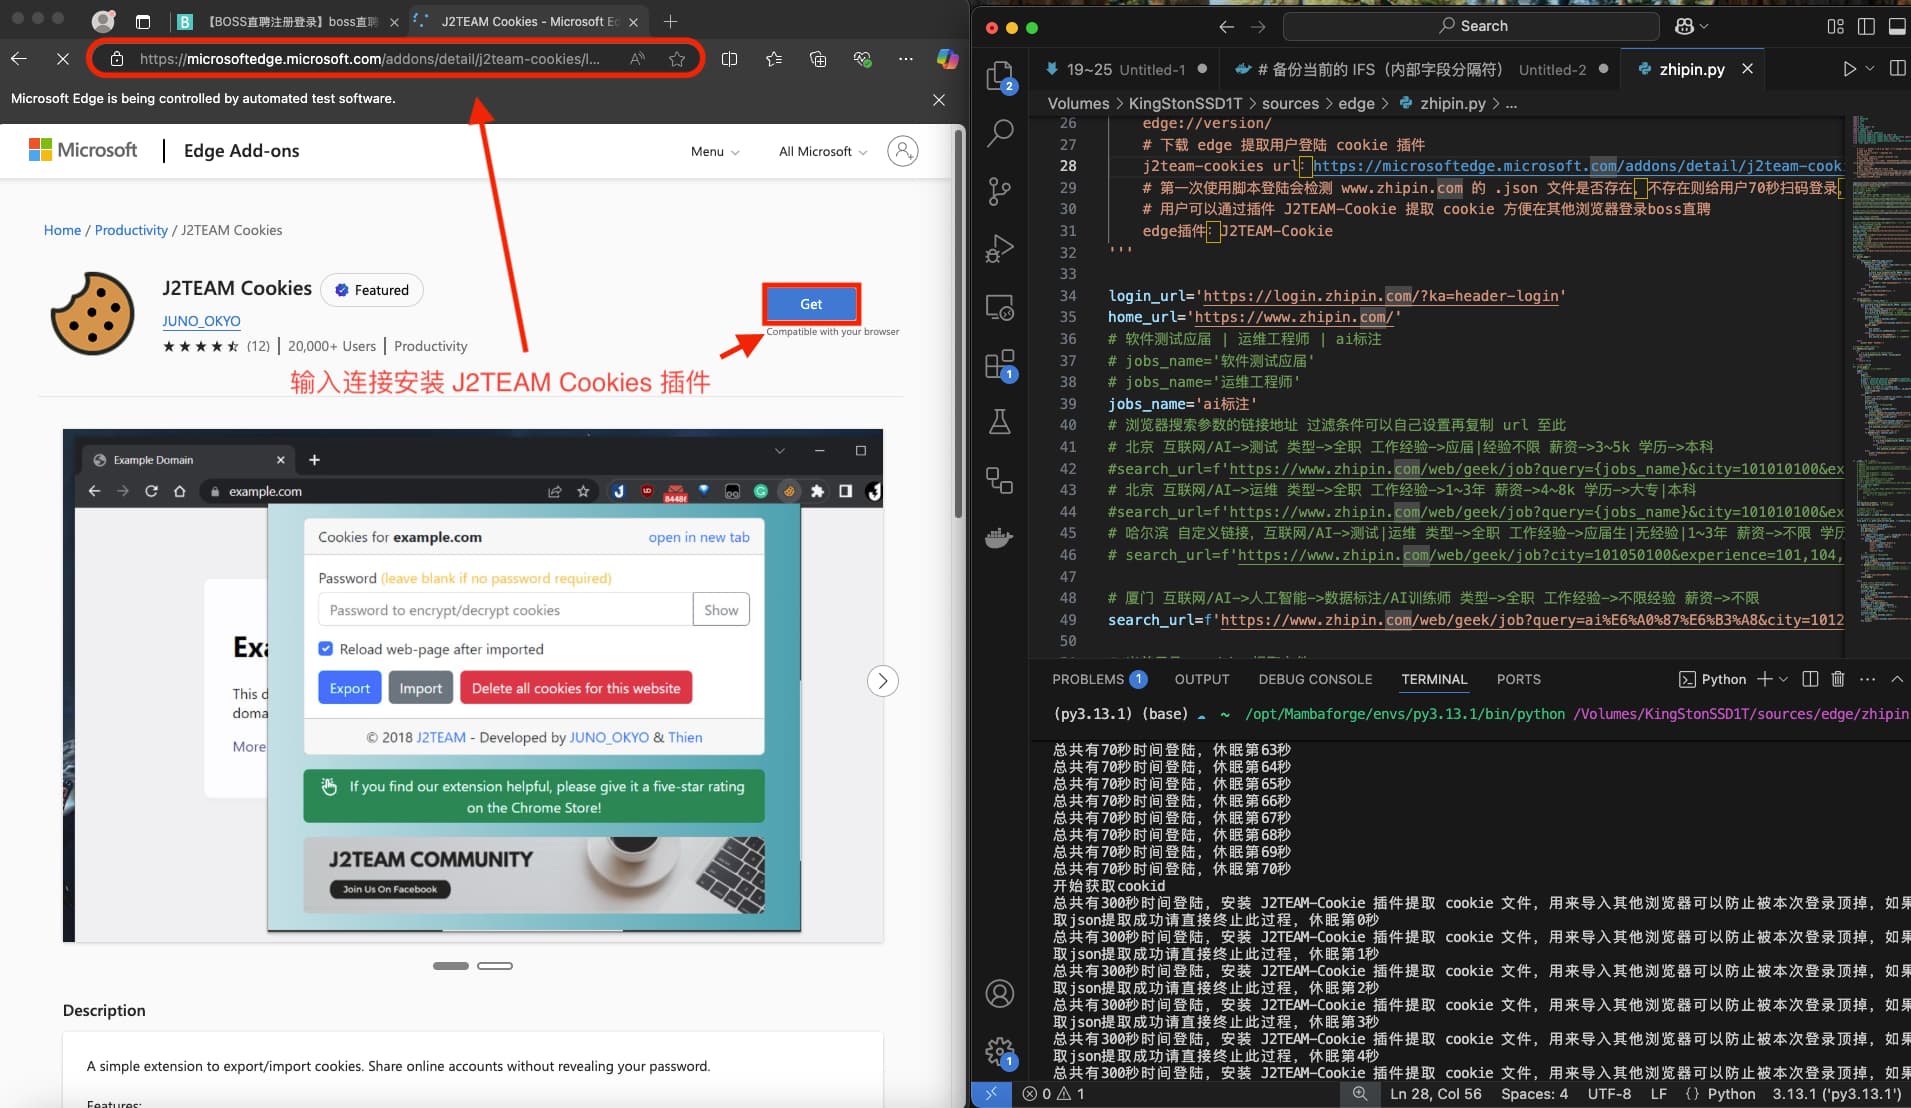 【BOSS直聘注册登录】boss直聘
J2TEAM Cookies - Microsoft Ed
https://microsoftedge.microsoft.com/addons/detail/j2team-cookies/l...
Microsoft Edge is being controlled by automated test software.
Microsoft
Edge Add-ons
Menu
All Microsoft
Home / Productivity / J2TEAM Cookies
J2TEAM Cookies
Featured
JUNO_OKYO
(12)
20,000+ Users
Productivity
Get
Compatible with your browser
输入连接安装 J2TEAM Cookies 插件
Example Domain
example.com
8448f
Exa
This d
doma
More
Cookies for example.com
open in new tab
Password (leave blank if no password required)
Password to encrypt/decrypt cookies
Show
Reload web-page after imported
Export
Import
Delete all cookies for this website
© 2018 J2TEAM - Developed by JUNO_OKYO & Thien
If you find our extension helpful, please give it a five-star rating
on the Chrome Store!
J2TEAM COMMUNITY
Join Us On Facebook
Description
A simple extension to export/import cookies. Share online accounts without revealing your password.
Features:
Search
19~25 Untitled-1
# 备份当前的 IFS（内部字段分隔符） Untitled-2
zhipin.py
Volumes > KingStonSSD1T > sources > edge > zhipin.py > ...
26 edge://version/
27 # 下载 edge 提取用户登陆 cookie 插件
28 j2team-cookies url：https://microsoftedge.microsoft.com/addons/detail/j2team-cook
29 # 第一次使用脚本登陆会检测 www.zhipin.com 的 .json 文件是否存在，不存在则给用户70秒扫码登录，
30 # 用户可以通过插件 J2TEAM-Cookie 提取 cookie 方便在其他浏览器登录boss直聘
31 edge插件：J2TEAM-Cookie
32 '''
33
34 login_url='https://login.zhipin.com/?ka=header-login'
35 home_url='https://www.zhipin.com/'
36 # 软件测试应届 | 运维工程师 | ai标注
37 # jobs_name='软件测试应届'
38 # jobs_name='运维工程师'
39 jobs_name='ai标注'
40 # 浏览器搜索参数的链接地址 过滤条件可以自己设置再复制 url 至此
41 # 北京 互联网/AI->测试 类型->全职 工作经验->应届|经验不限 薪资->3~5k 学历->本科
42 #search_url=f'https://www.zhipin.com/web/geek/job?query={jobs_name}&city=101010100&ex
43 # 北京 互联网/AI->运维 类型->全职 工作经验->1~3年 薪资->4~8k 学历->大专|本科
44 #search_url=f'https://www.zhipin.com/web/geek/job?query={jobs_name}&city=101010100&ex
45 # 哈尔滨 自定义链接，互联网/AI->测试|运维 类型->全职 工作经验->应届生|无经验|1~3年 薪资->不限 学历
46 # search_url=f'https://www.zhipin.com/web/geek/job?city=101050100&experience=101,104,
47
48 # 厦门 互联网/AI->人工智能->数据标注/AI训练师 类型->全职 工作经验->不限经验 薪资->不限
49 search_url=f'https://www.zhipin.com/web/geek/job?query=ai%E6%A0%87%E6%B3%A8&city=1012
50
PROBLEMS 1
OUTPUT
DEBUG CONSOLE
TERMINAL
PORTS
Python
(py3.13.1) (base) ~ /opt/Mambaforge/envs/py3.13.1/bin/python /Volumes/KingStonSSD1T/sources/edge/zhipin
总共有70秒时间登陆，休眠第63秒
总共有70秒时间登陆，休眠第64秒
总共有70秒时间登陆，休眠第65秒
总共有70秒时间登陆，休眠第66秒
总共有70秒时间登陆，休眠第67秒
总共有70秒时间登陆，休眠第68秒
总共有70秒时间登陆，休眠第69秒
总共有70秒时间登陆，休眠第70秒
开始获取cookid
总共有300秒时间登陆，安装 J2TEAM-Cookie 插件提取 cookie 文件，用来导入其他浏览器可以防止被本次登录顶掉，如果
取json提取成功请直接终止此过程，休眠第0秒
总共有300秒时间登陆，安装 J2TEAM-Cookie 插件提取 cookie 文件，用来导入其他浏览器可以防止被本次登录顶掉，如果
取json提取成功请直接终止此过程，休眠第1秒
总共有300秒时间登陆，安装 J2TEAM-Cookie 插件提取 cookie 文件，用来导入其他浏览器可以防止被本次登录顶掉，如果
取json提取成功请直接终止此过程，休眠第2秒
总共有300秒时间登陆，安装 J2TEAM-Cookie 插件提取 cookie 文件，用来导入其他浏览器可以防止被本次登录顶掉，如果
取json提取成功请直接终止此过程，休眠第3秒
总共有300秒时间登陆，安装 J2TEAM-Cookie 插件提取 cookie 文件，用来导入其他浏览器可以防止被本次登录顶掉，如果
取json提取成功请直接终止此过程，休眠第4秒
总共有300秒时间登陆，安装 J2TEAM-Cookie 插件提取 cookie 文件，用来导入其他浏览器可以防止被本次登录顶掉，如果
0 1
Ln 28, Col 56
Spaces: 4
UTF-8
LF
{} Python
3.13.1 ('py3.13.1')